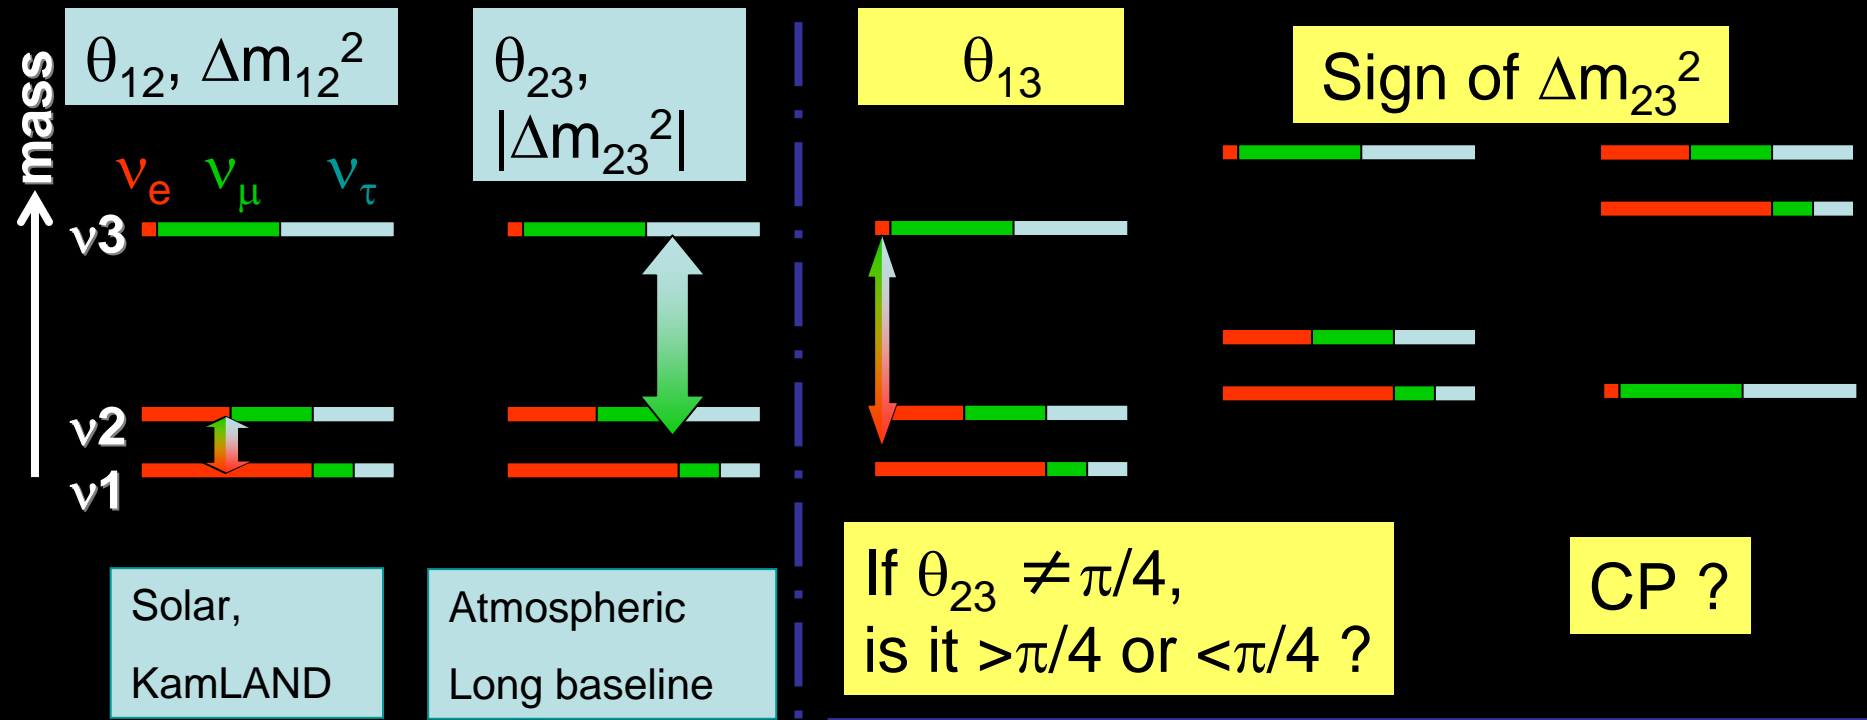 mass
θ12, Δm12²
νe νμ ντ
ν3
ν2
ν1
Solar,
KamLAND
θ23,
|Δm23²|
Atmospheric
Long baseline
θ13
Sign of Δm23²
If θ23 ≠π/4,
is it >π/4 or <π/4 ?
CP ?